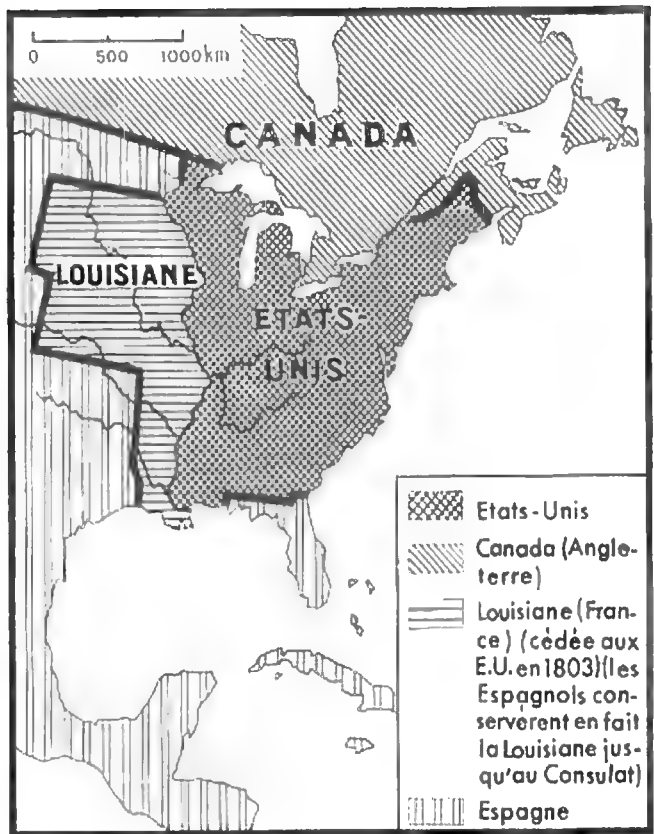 0 500 1000km
CANADA
LOUISIANE
ETATS-
UNIS
Etats-Unis
Canada (Angle-
terre)
Louisiane (Fran-
ce) (cédée aux
E.U. en 1803)(les
Espagnols con-
servèrent en fait
la Louisiane jus-
qu'au Consulat)
Espagne